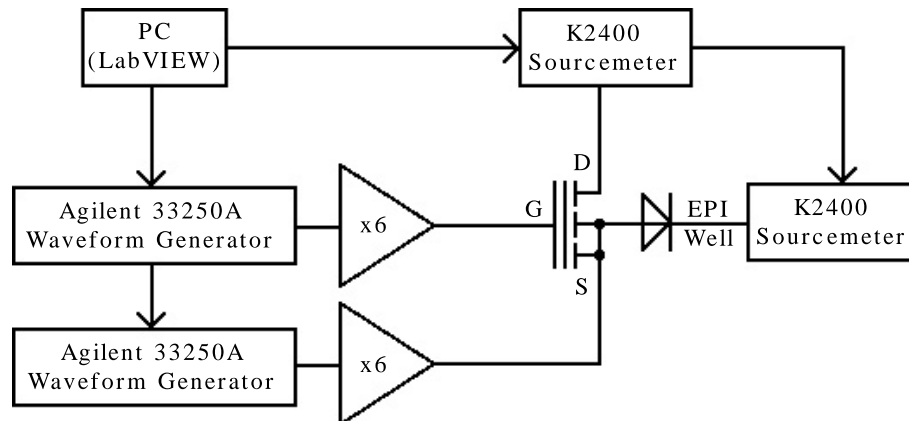 PC
(LabVIEW)
K2400
Sourcemeter
D
G
S
EPI
Well
K2400
Sourcemeter
Agilent 33250A
Waveform Generator
x6
Agilent 33250A
Waveform Generator
x6